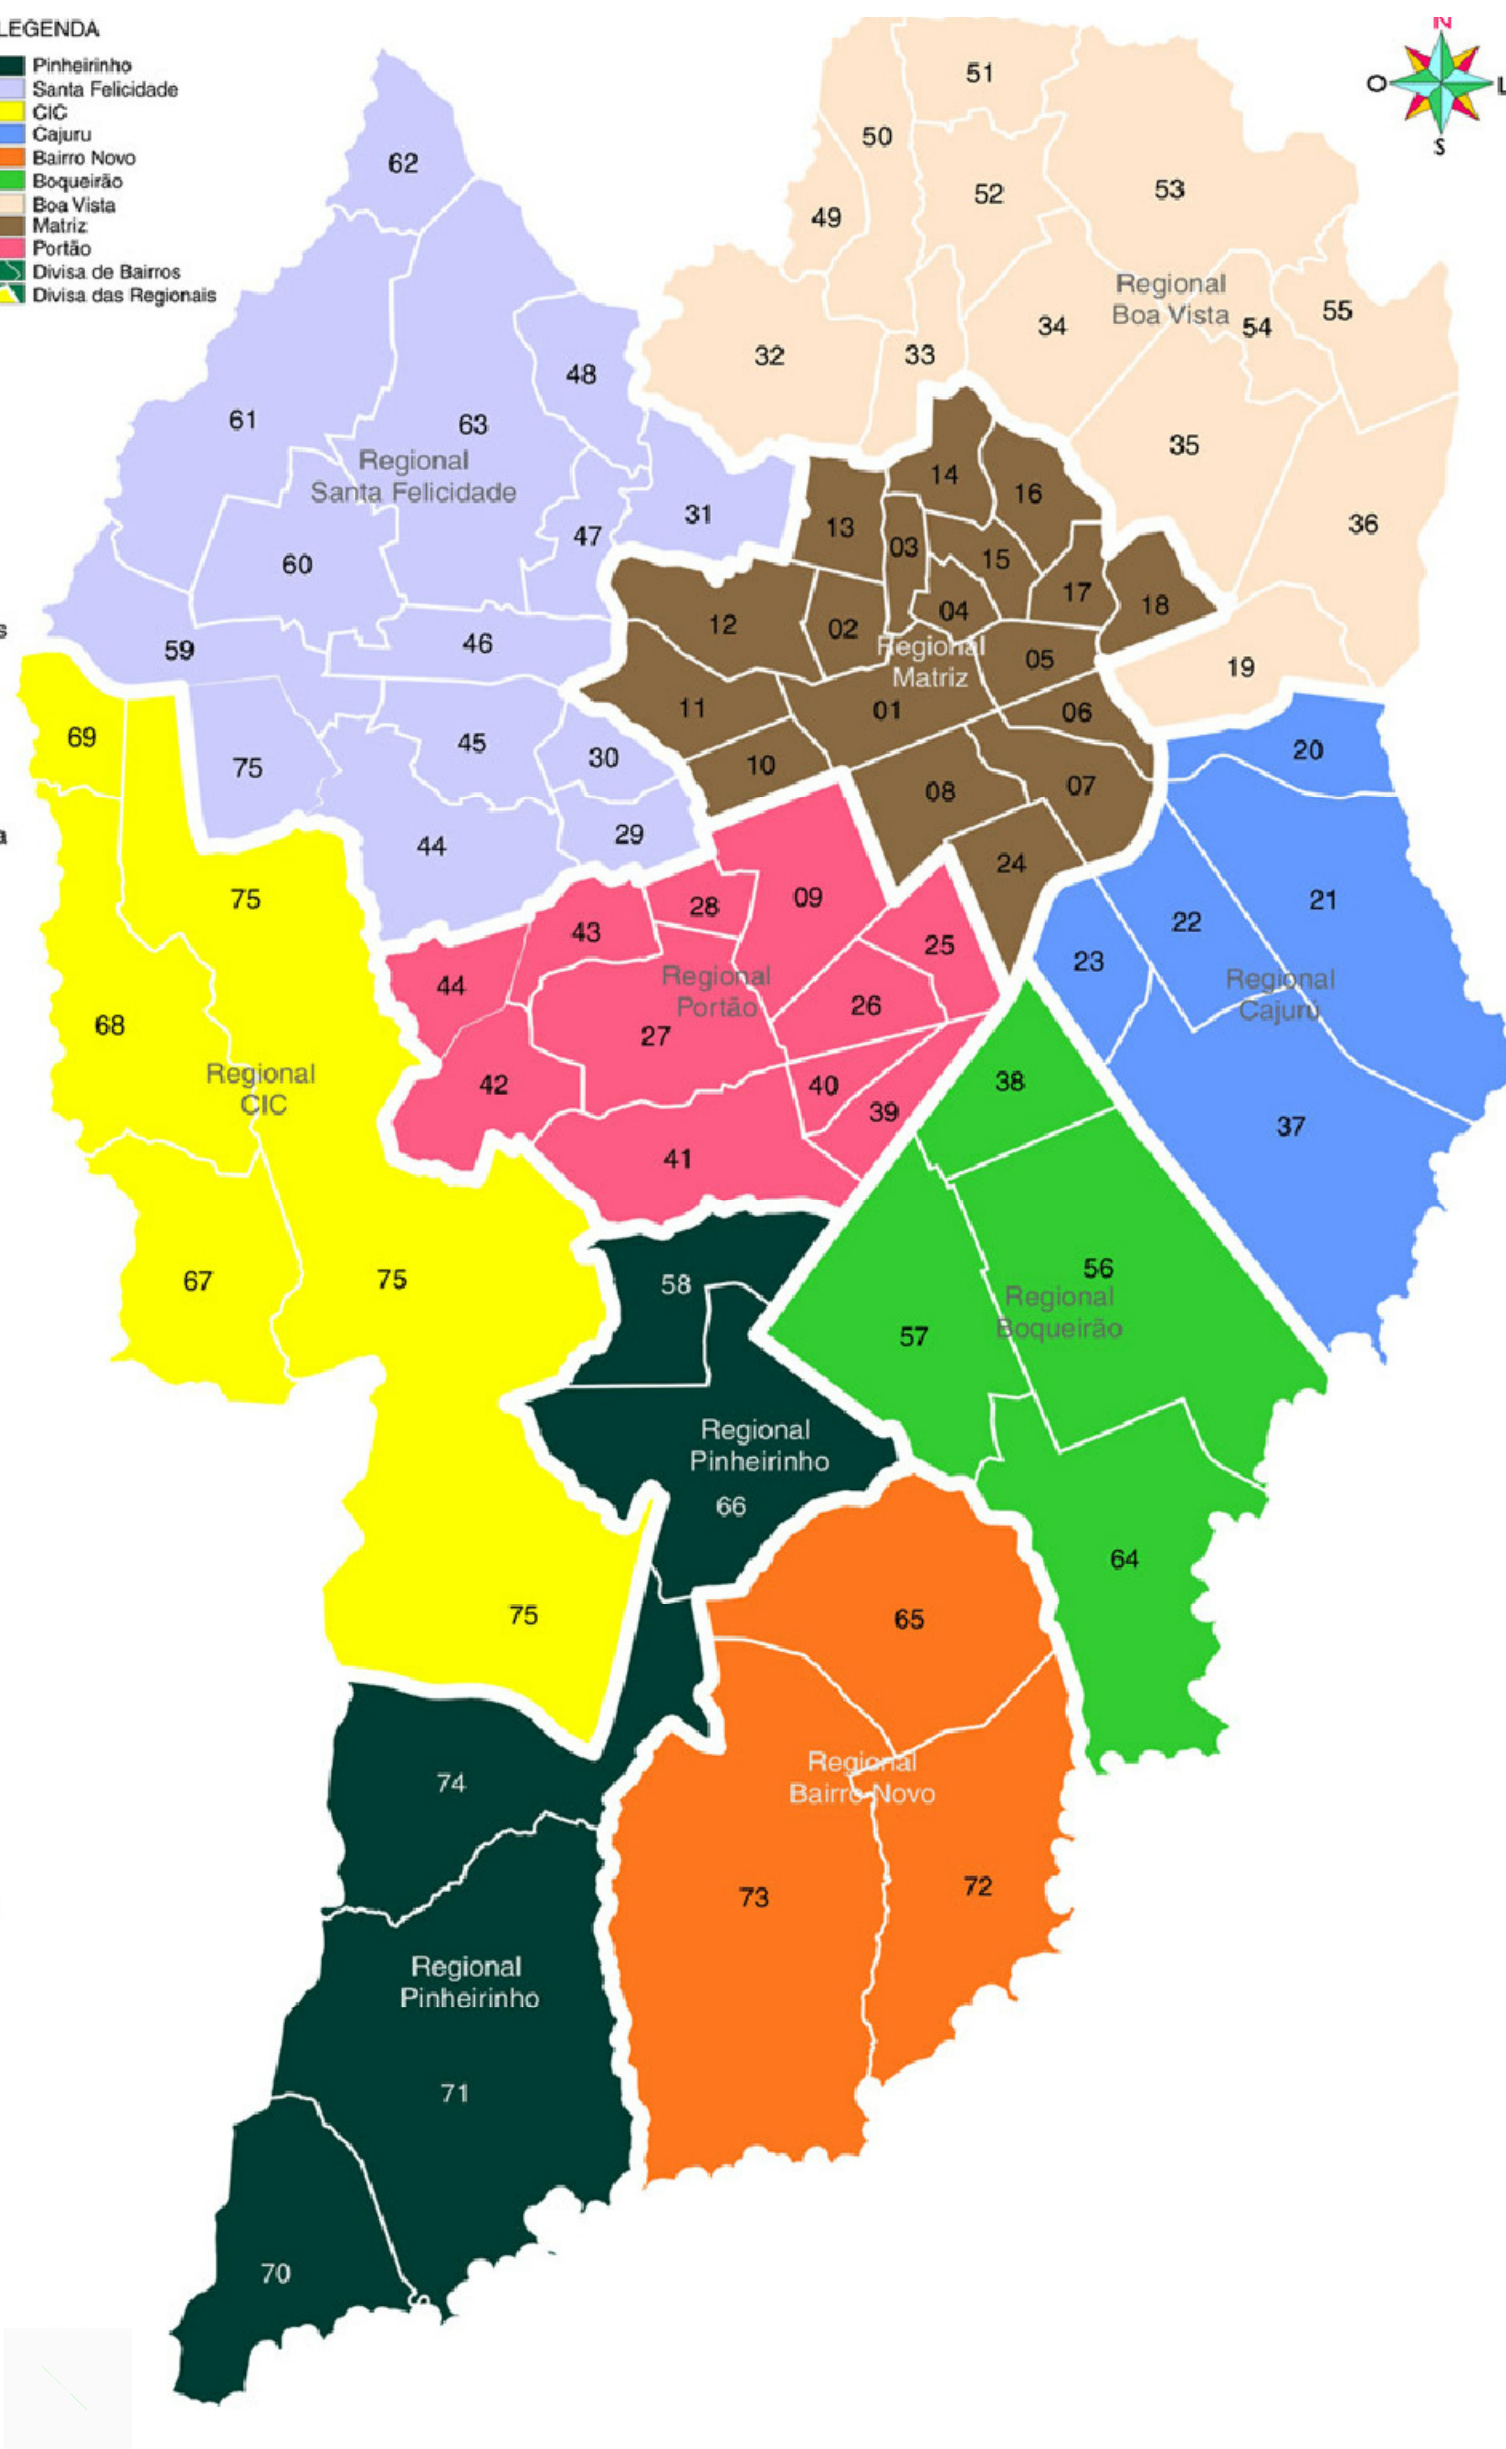 LEGENDA
Pinheirinho
Santa Felicidade
CIC
Cajuru
Bairro Novo
Boqueirão
Boa Vista
Matriz
Portão
Divisa de Bairros
Divisa das Regionais
N
O
L
S
51
62
50
53
52
49
Regional
Boa Vista
55
34
54
33
32
48
61
63
35
Regional
Santa Felicidade
14
16
31
36
13
47
03
15
60
17
04
18
s
12
02
46
Regional
Matriz
59
05
19
11
01
06
69
45
20
30
75
10
07
08
a
29
44
24
75
09
21
28
22
43
25
23
Regional
Portão
Regional
Cajurú
44
26
68
27
Regional
CIC
38
42
40
39
37
41
56
67
75
58
Regional
Boqueirão
57
Regional
Pinheirinho
66
64
75
65
Regional
Bairro Novo
74
72
73
Regional
Pinheirinho
71
70